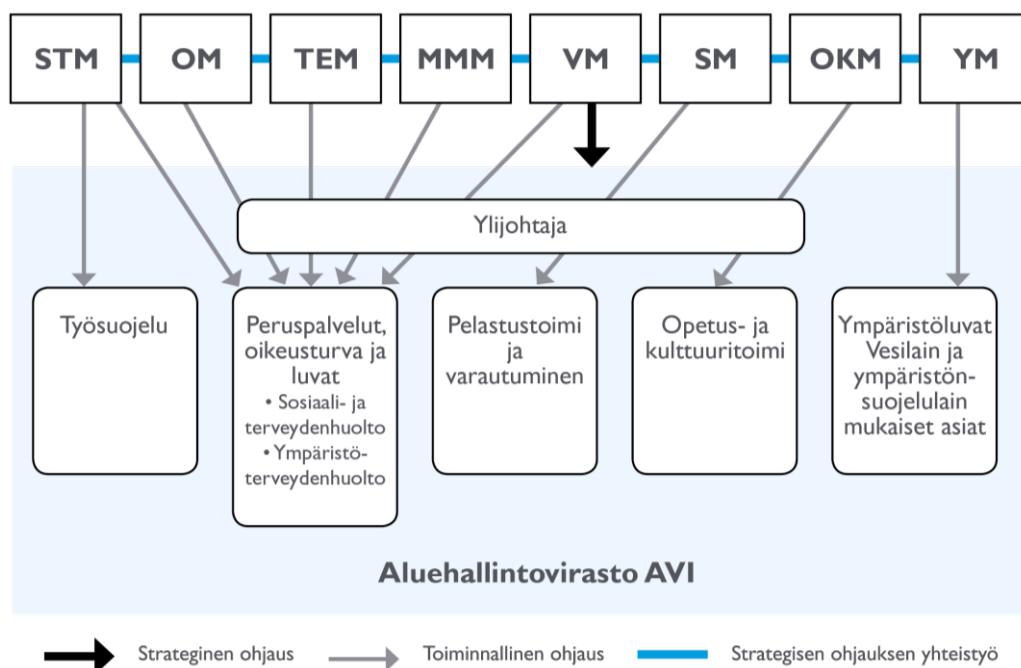 STM
OM
TEM
MMM
VM
SM
OKM
YM
Ylijohtaja
Työsuojelu
Peruspalvelut,
oikeusturva ja
luvat
• Sosiaali- ja
terveydenhuolto
• Ympäristö-
terveydenhuolto
Pelastustoimi
ja
varautuminen
Opetus- ja
kulttuuritoimi
Ympäristöluvat
Vesilain ja
ympäristön-
suojelulain
mukaiset asiat
Aluehallintovirasto AVI
Strateginen ohjaus
Toiminnallinen ohjaus
Strategisen ohjauksen yhteistyö